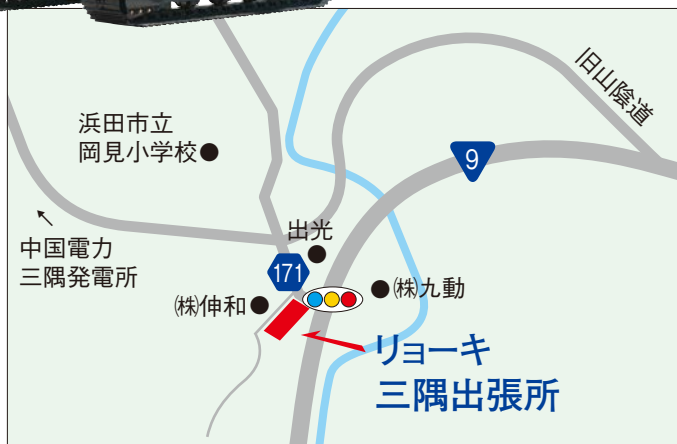 旧山陰道
浜田市立
岡見小学校
9
中国電力
三隅発電所
出光
171
㈱九動
㈱伸和
リョーキ
三隅出張所